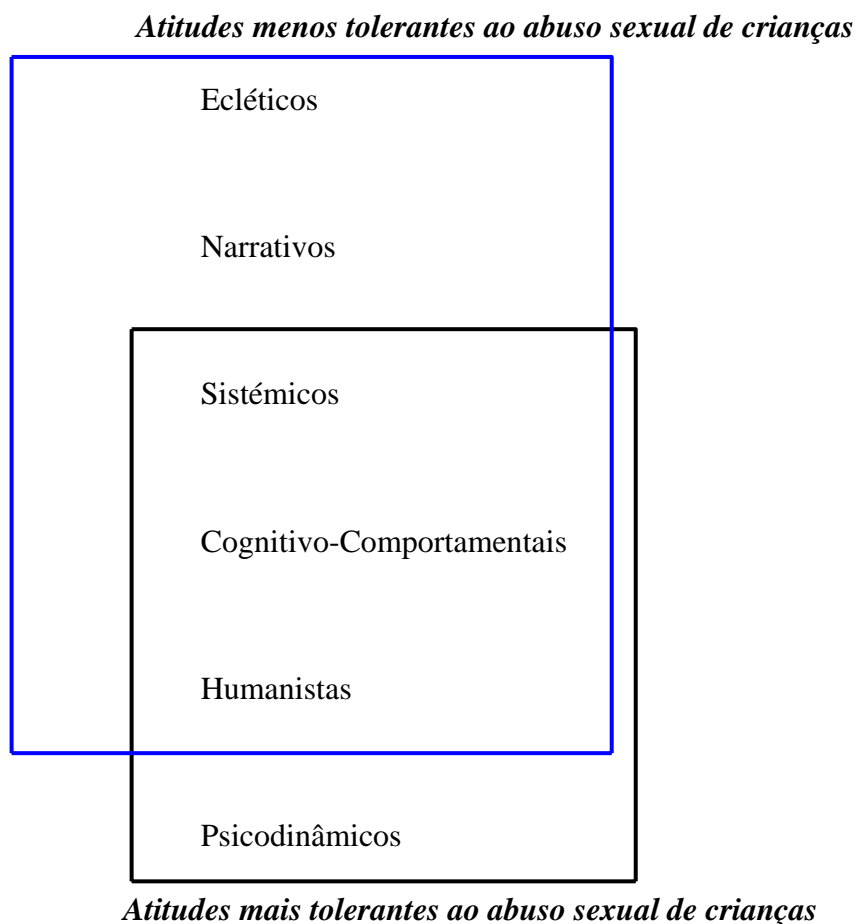 Atitudes menos tolerantes ao abuso sexual de crianças
Ecléticos
Narrativos
Sistémicos
Cognitivo-Comportamentais
Humanistas
Psicodinâmicos
Atitudes mais tolerantes ao abuso sexual de crianças